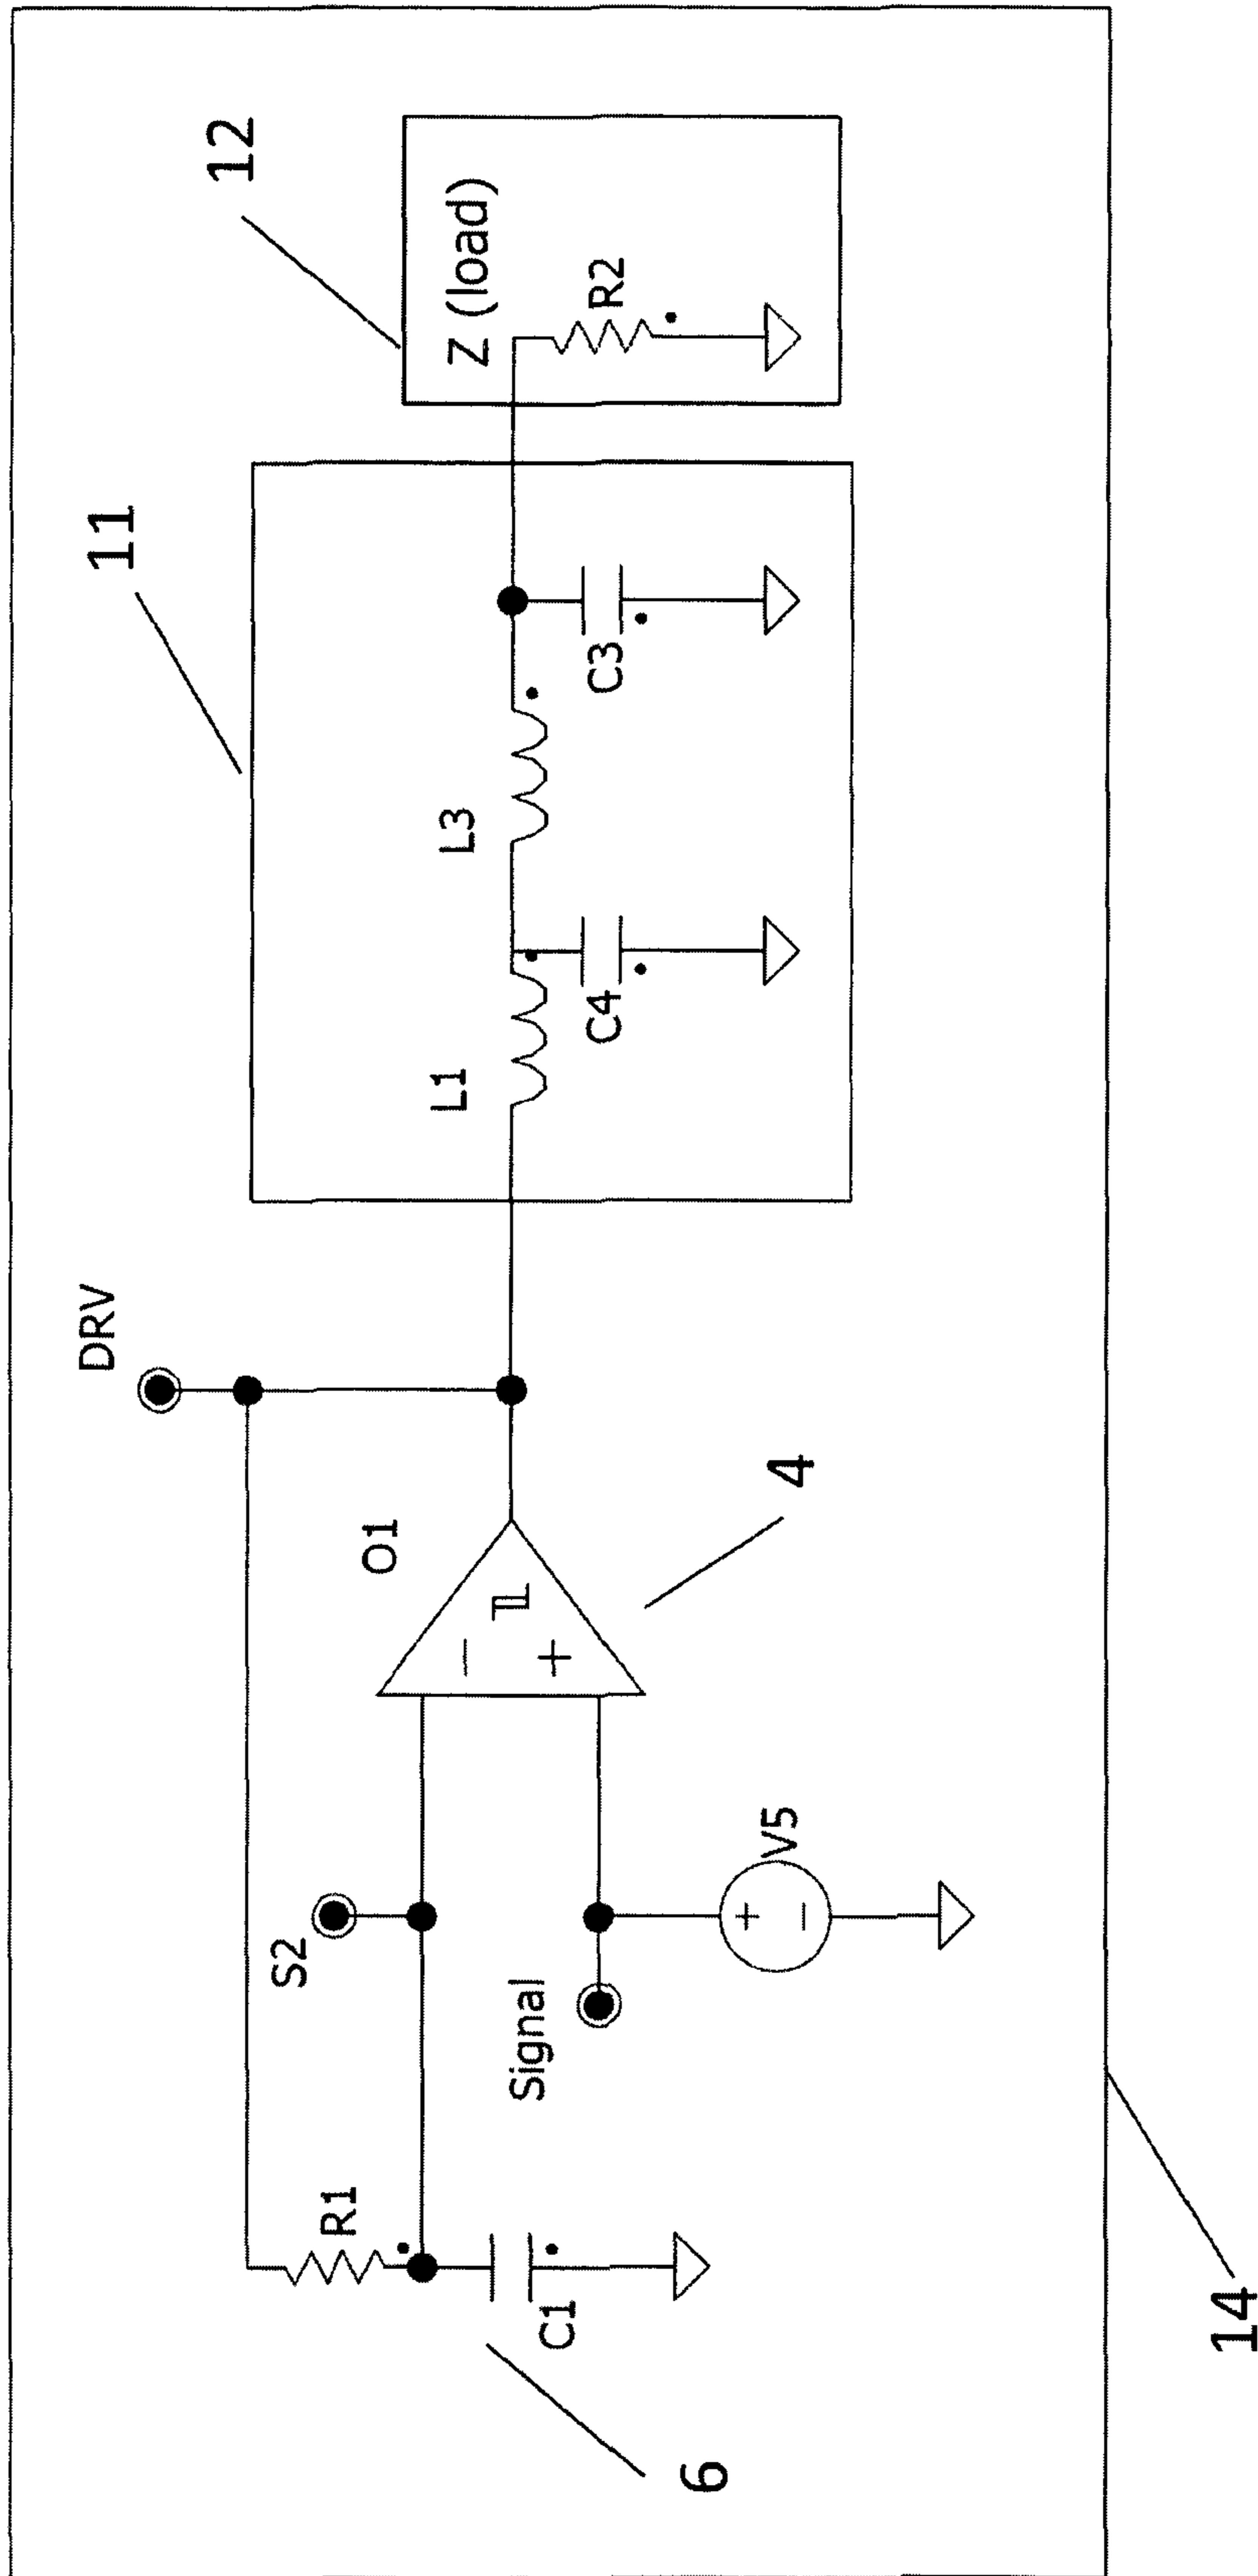 12
11
Z (load)
R2
C3
L3
C4
L1
DRV
O1
−
+
4
S2
Signal
V5
+
−
R1
C1
6
14